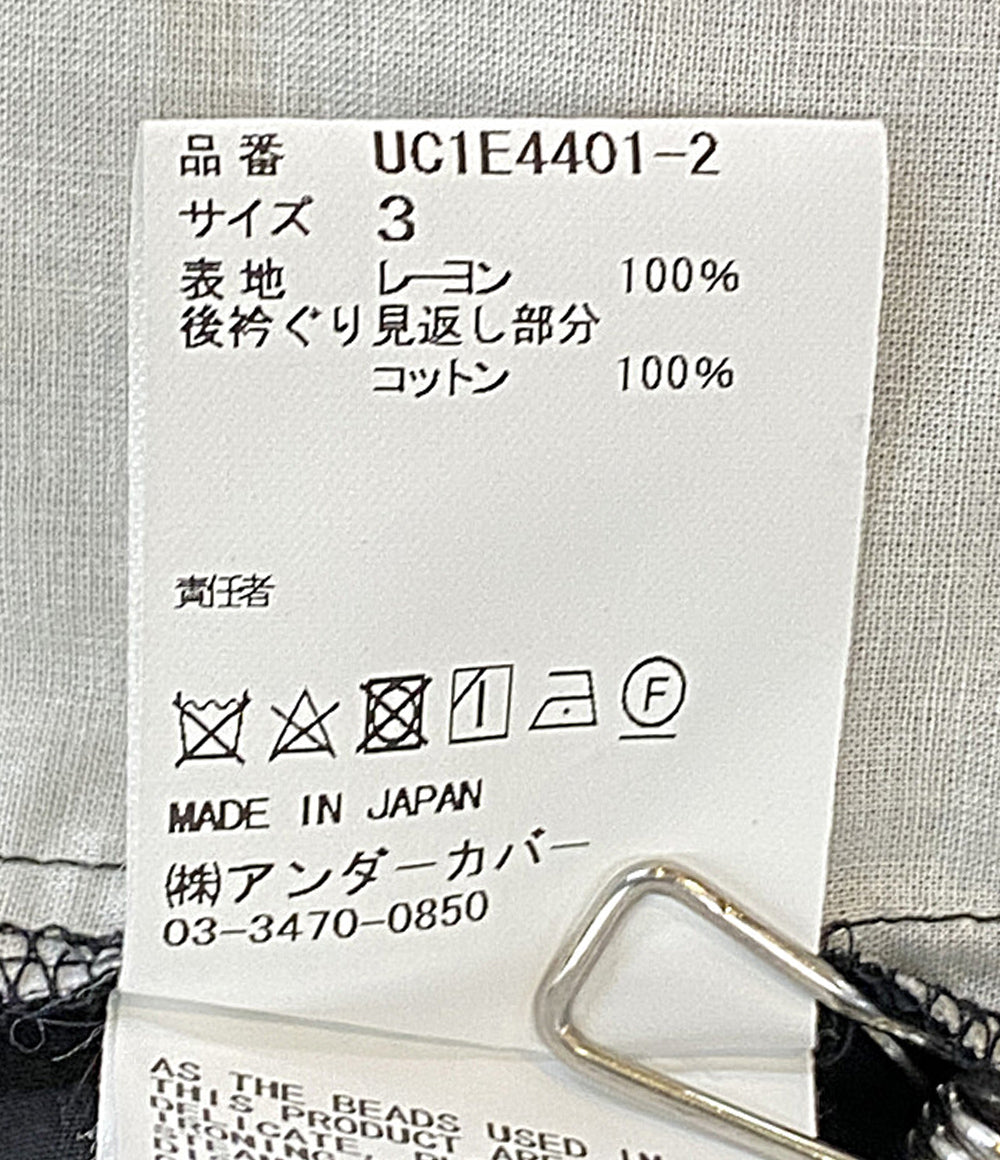 品番 UC1E4401-2
サイズ 3
表地 レーヨン 100%
後衿ぐり見返し部分
コットン 100%
責任者
F
MADE IN JAPAN
㈱アンダーカバー
03-3470-0850
AS THE BEADS USED IN
THIS PRODUCT ARE
DELICATE,
IRONING,